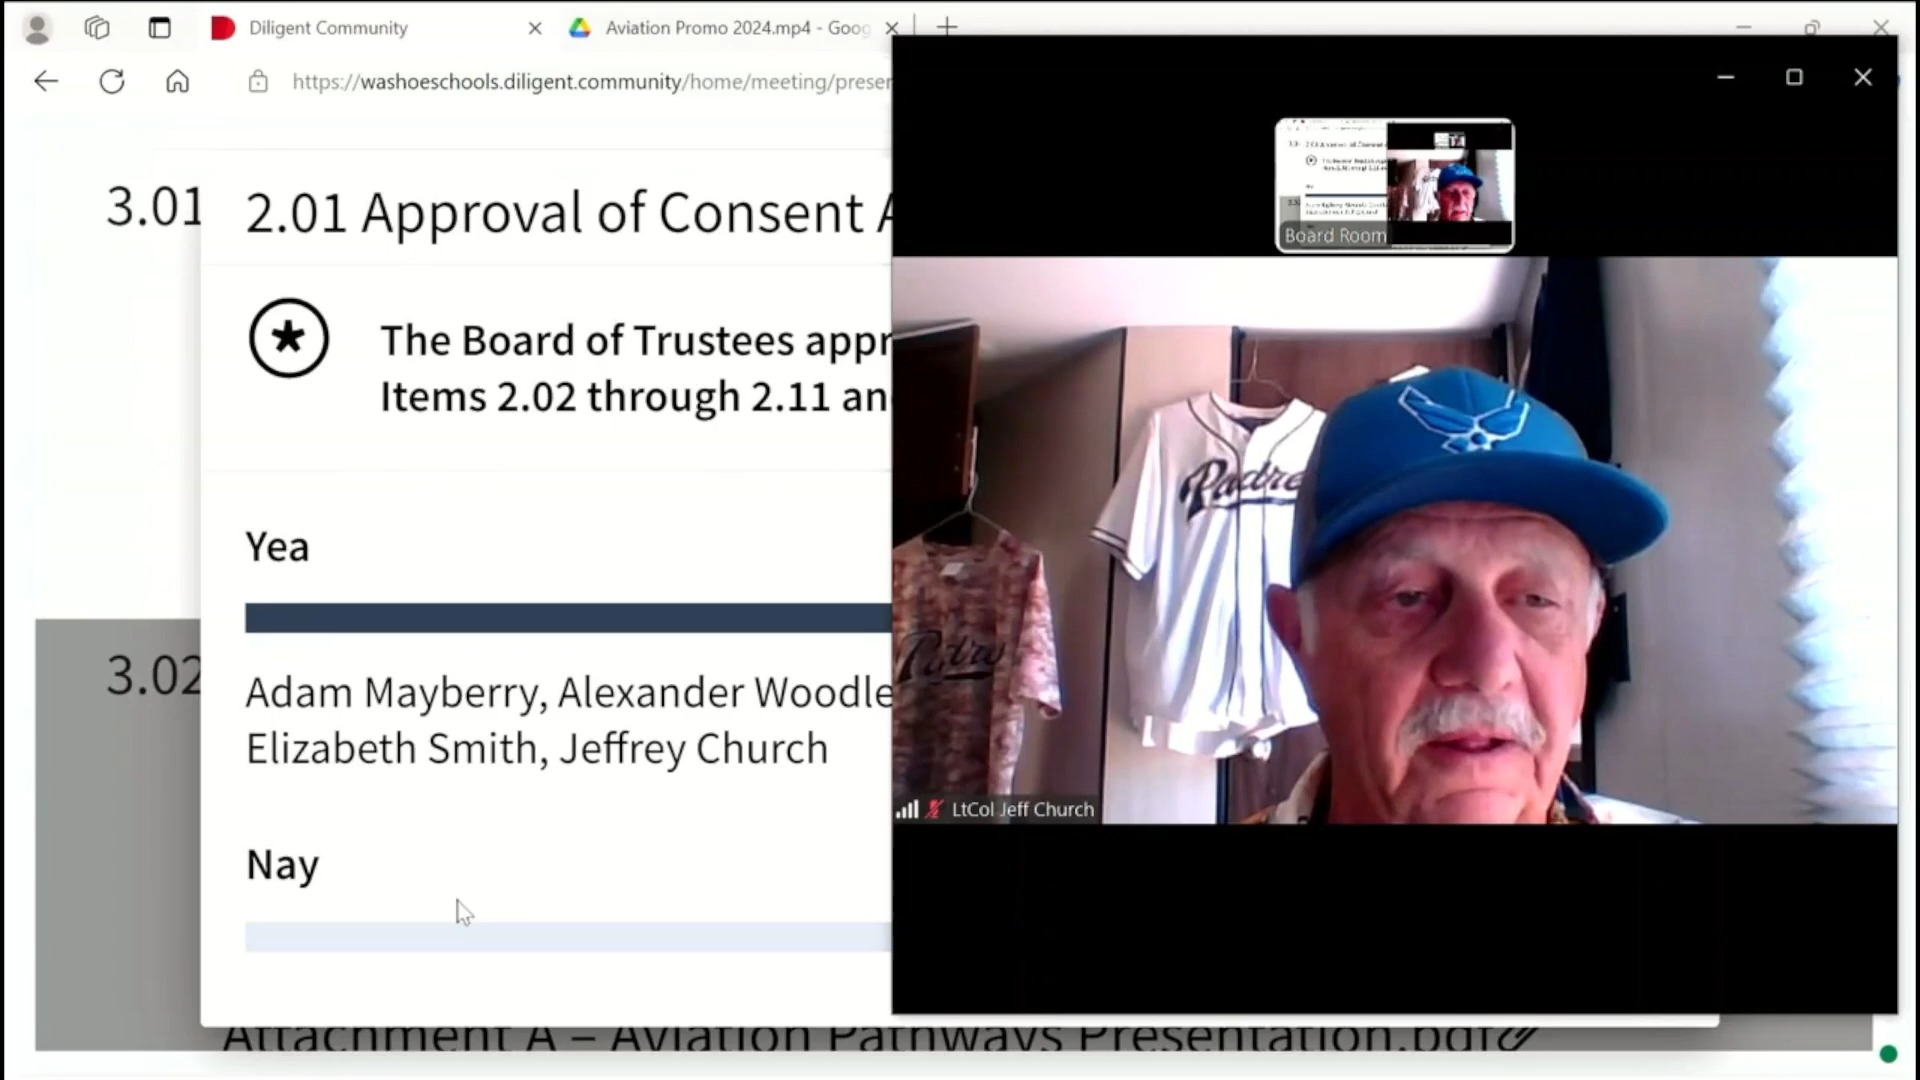 Diligent Community
Aviation Promo 2024.mp4 - Goog
https://washoeschools.diligent.community/home/meeting/preser
3.01
2.01 Approval of Consent A
The Board of Trustees appr
Items 2.02 through 2.11 an
Yea
3.02
Adam Mayberry, Alexander Woodle
Elizabeth Smith, Jeffrey Church
Nay
Attachment A – Aviation Pathways Presentation.pdf
Board Room
Padre
Padres
LtCol Jeff Church